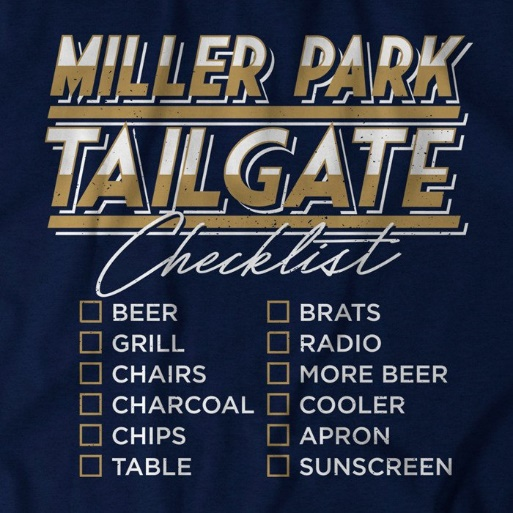 MILLER PARK
TAILGATE
Checklist
BEER
GRILL
CHAIRS
CHARCOAL
CHIPS
TABLE
BRATS
RADIO
MORE BEER
COOLER
APRON
SUNSCREEN